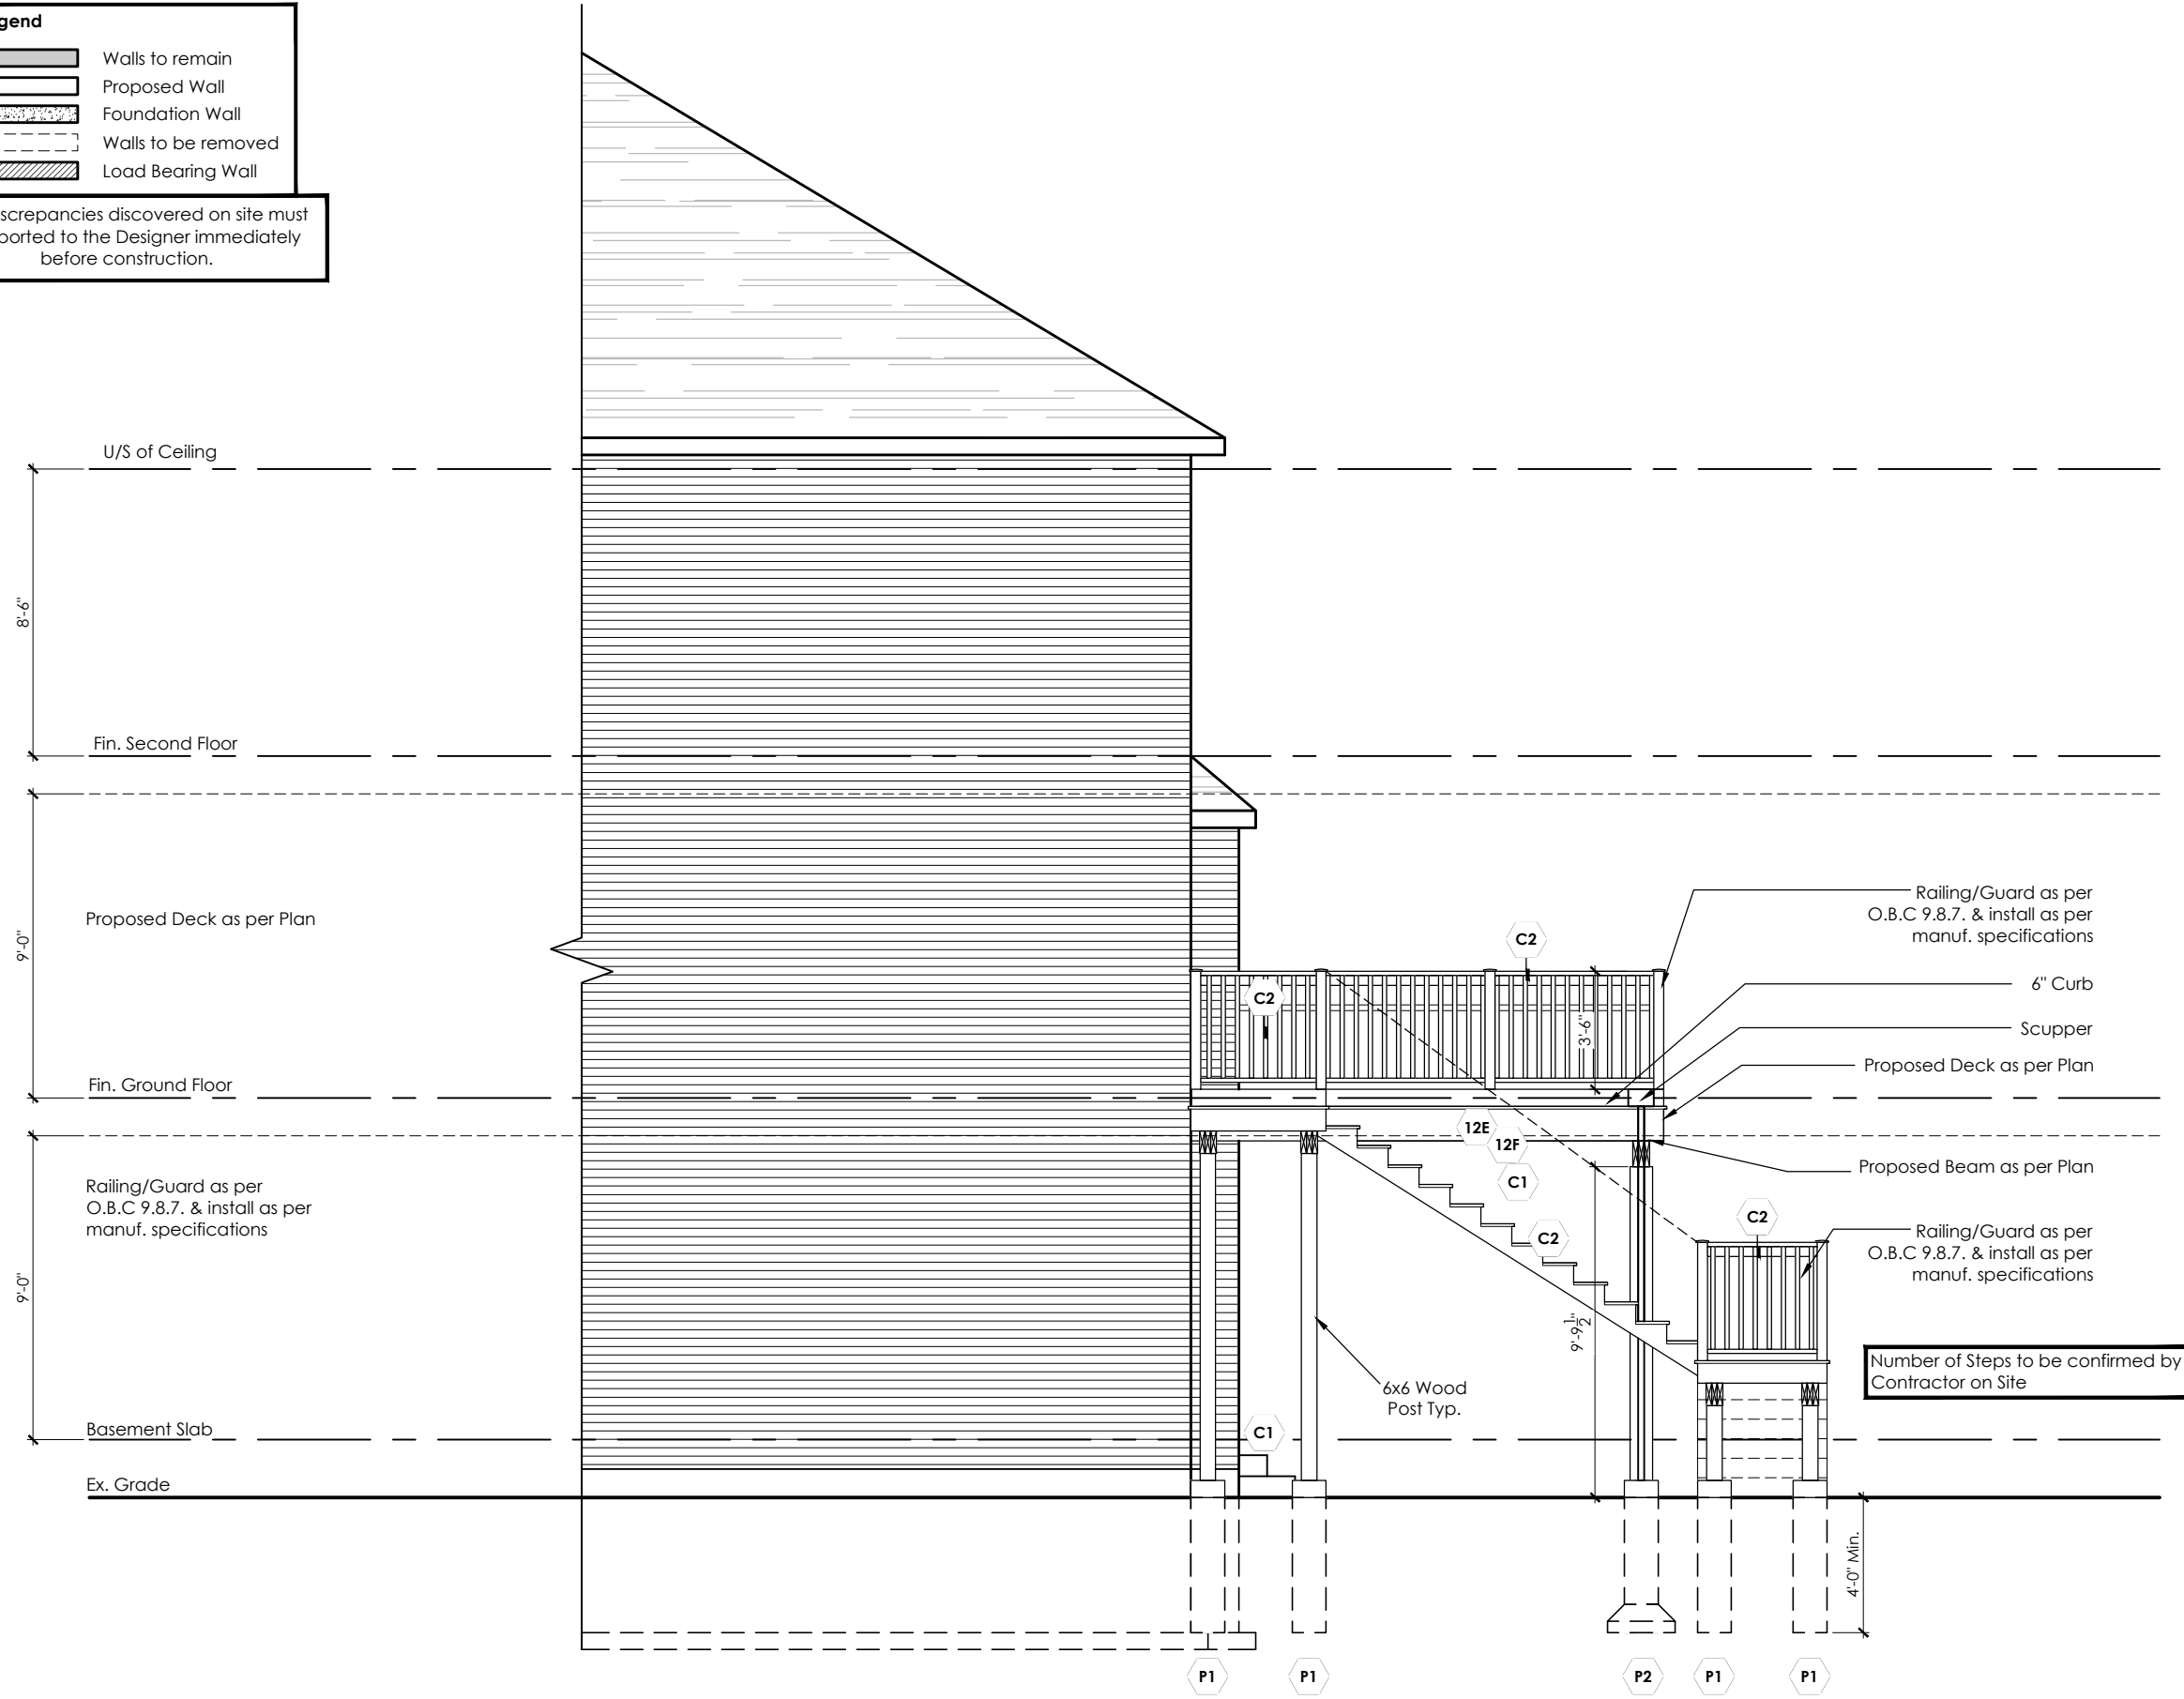 Walls to remain
Proposed Wall
Foundation Wall
Walls to be removed
Load Bearing Wall
discovered on site must
to the Designer immediately
before construction.
U/S of Ceiling
8'-6"
Fin. Second Floor
9'-0"
Proposed Deck as per Plan
Fin. Ground Floor
Railing/Guard as per
O.B.C 9.8.7. & install as per
manuf. specifications
9'-0"
Basement Slab
Ex. Grade
C2
C2
3'-6"
Railing/Guard as per
O.B.C 9.8.7. & install as per
manuf. specifications
6" Curb
Scupper
Proposed Deck as per Plan
12E
12F
C1
Proposed Beam as per Plan
C2
C2
Railing/Guard as per
O.B.C 9.8.7. & install as per
manuf. specifications
9'-9 1/2"
6x6 Wood
Post Typ.
Number of Steps to be confirmed by
Contractor on Site
C1
4'-0" Min.
P1
P1
P2
P1
P1